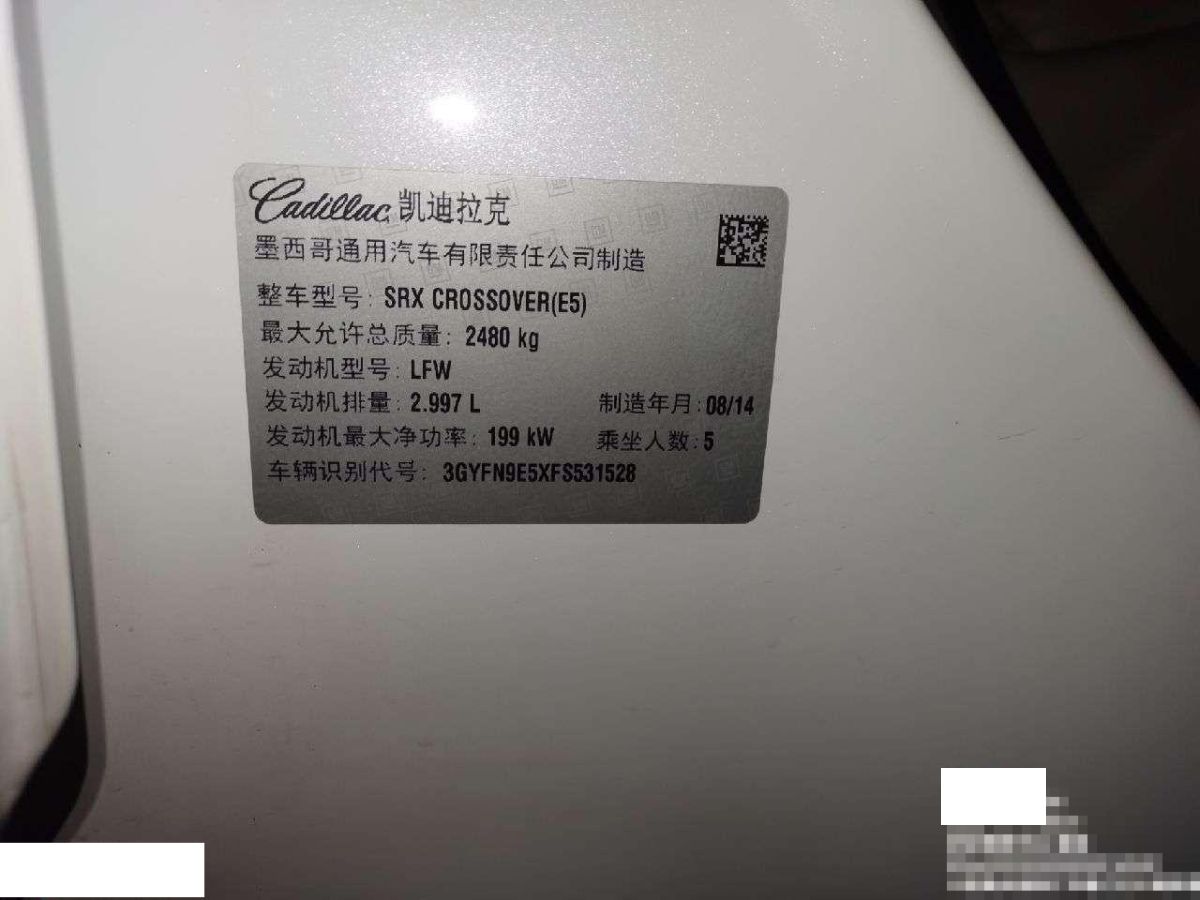 Cadillac 凯迪拉克
墨西哥通用汽车有限责任公司制造
整车型号: SRX CROSSOVER(E5)
最大允许总质量: 2480 kg
发动机型号: LFW
发动机排量: 2.997 L 制造年月: 08/14
发动机最大净功率: 199 kW 乘坐人数: 5
车辆识别代号: 3GYFN9E5XFS531528